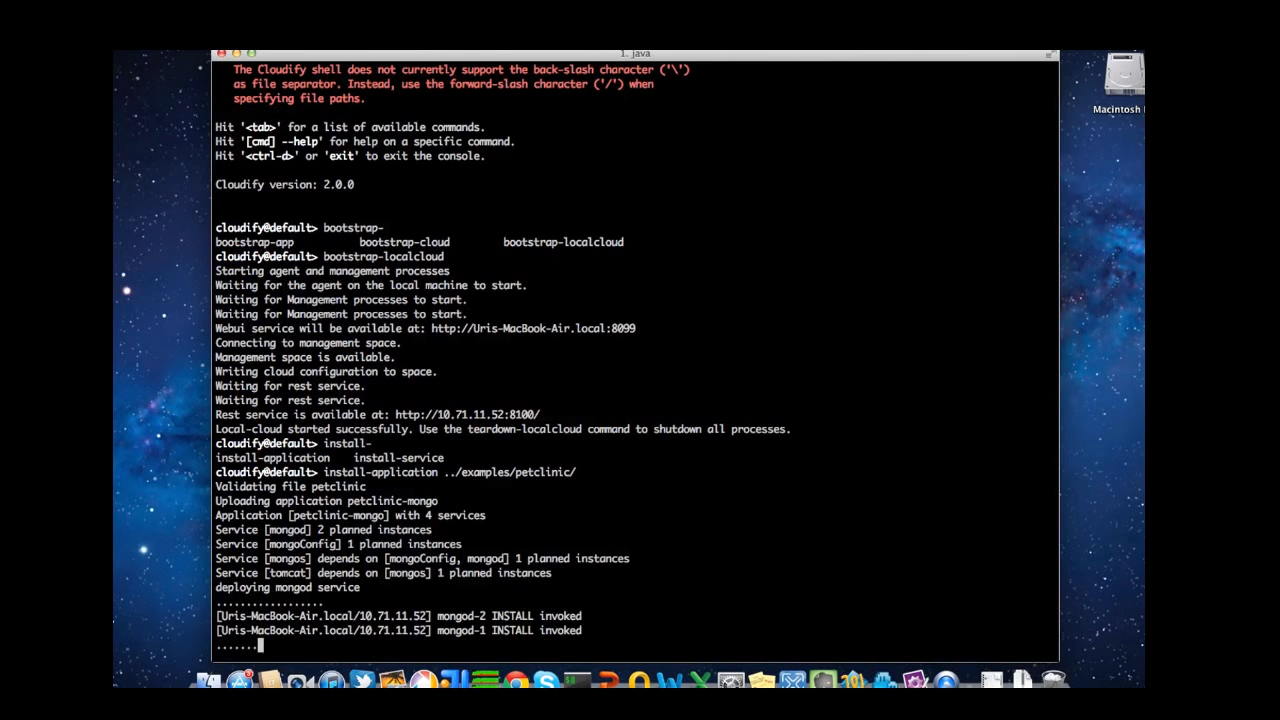 1. java
The Cloudify shell does not currently support the back-slash character ('\')
as file separator. Instead, use the forward-slash character ('/') when
specifying file paths.
Hit '<tab>' for a list of available commands.
Hit '[cmd] --help' for help on a specific command.
Hit '<ctrl-d>' or 'exit' to exit the console.
Cloudify version: 2.0.0
cloudify@default> bootstrap-
bootstrap-app bootstrap-cloud bootstrap-localcloud
cloudify@default> bootstrap-localcloud
Starting agent and management processes
Waiting for the agent on the local machine to start.
Waiting for Management processes to start.
Waiting for Management processes to start.
Webui service will be available at: http://Uris-MacBook-Air.local:8099
Connecting to management space.
Management space is available.
Writing cloud configuration to space.
Waiting for rest service.
Waiting for rest service.
Rest service is available at: http://10.71.11.52:8100/
Local-cloud started successfully. Use the teardown-localcloud command to shutdown all processes.
cloudify@default> install-
install-application install-service
cloudify@default> install-application ../examples/petclinic/
Validating file petclinic
Uploading application petclinic-mongo
Application [petclinic-mongo] with 4 services
Service [mongod] 2 planned instances
Service [mongoConfig] 1 planned instances
Service [mongos] depends on [mongoConfig, mongod] 1 planned instances
Service [tomcat] depends on [mongos] 1 planned instances
deploying mongod service
..................
[Uris-MacBook-Air.local/10.71.11.52] mongod-2 INSTALL invoked
[Uris-MacBook-Air.local/10.71.11.52] mongod-1 INSTALL invoked
.......
Macintosh